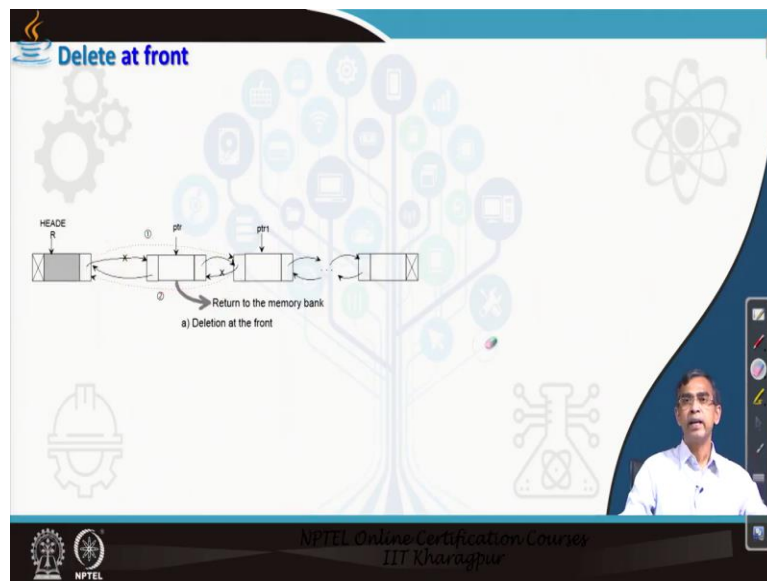 Delete at front
HEADE
R
①
ptr
ptr1
②
Return to the memory bank
a) Deletion at the front
NPTEL
NPTEL Online Certification Courses
IIT Kharagpur